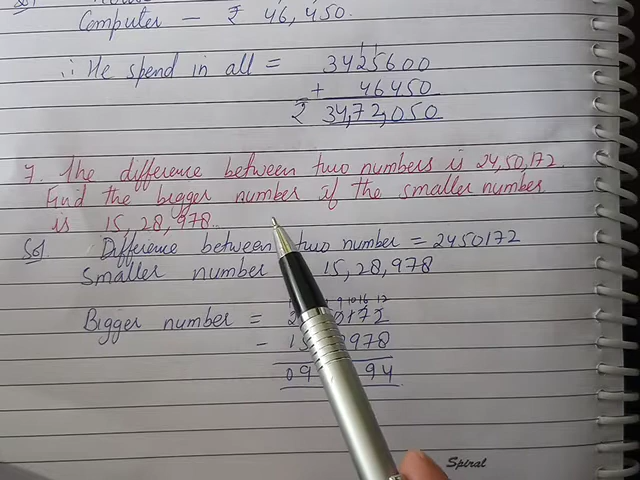 Computer - ₹ 46,450.
∴ He spend in all = 3425600
+ 46450
₹ 34,72,050
7. The difference between two numbers is 24,50,172.
Find the bigger number if the smaller number
is 15,28,978.
Sol Difference between two number = 2450172
Smaller number 15,28,978
Bigger number =
- 15 978
09 94
Spiral